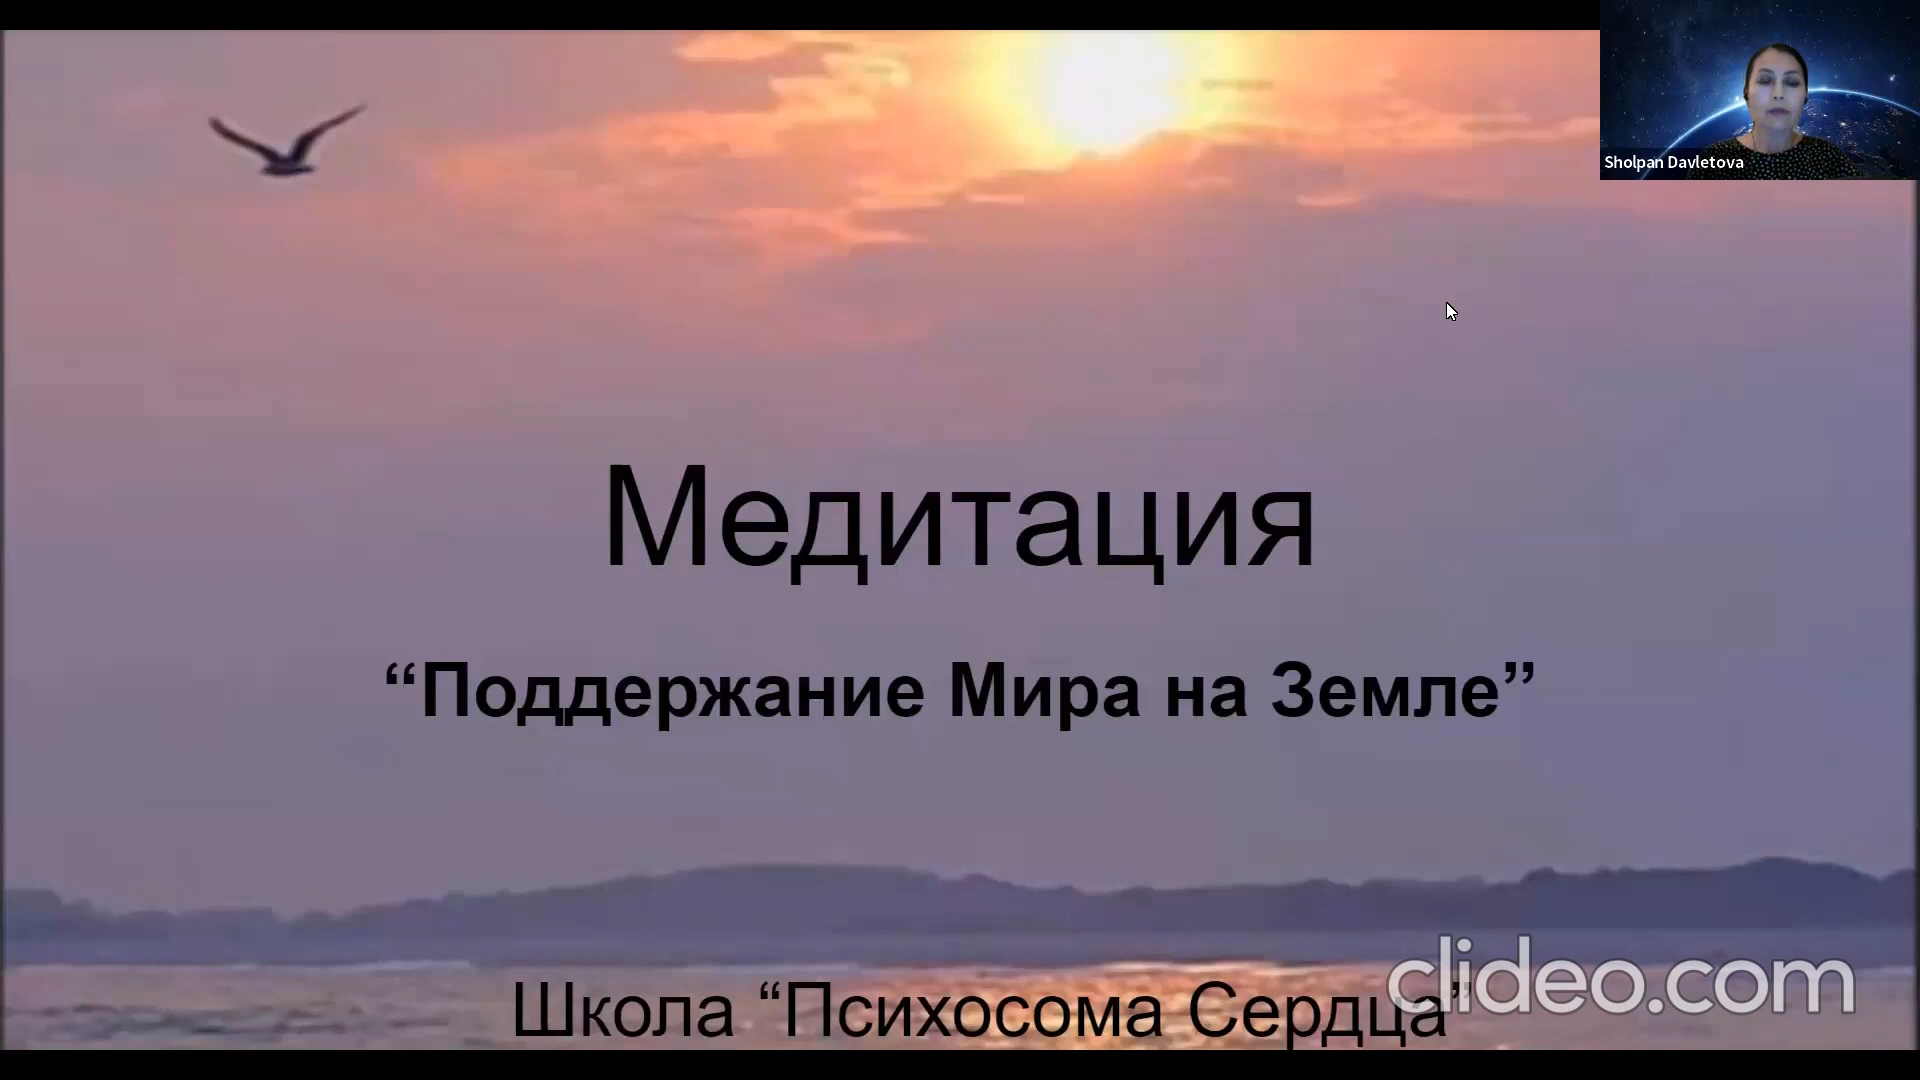 Sholpan Davletova
Медитация
“Поддержание Мира на Земле”
Школа “Психосома Сердца”
clideo.com